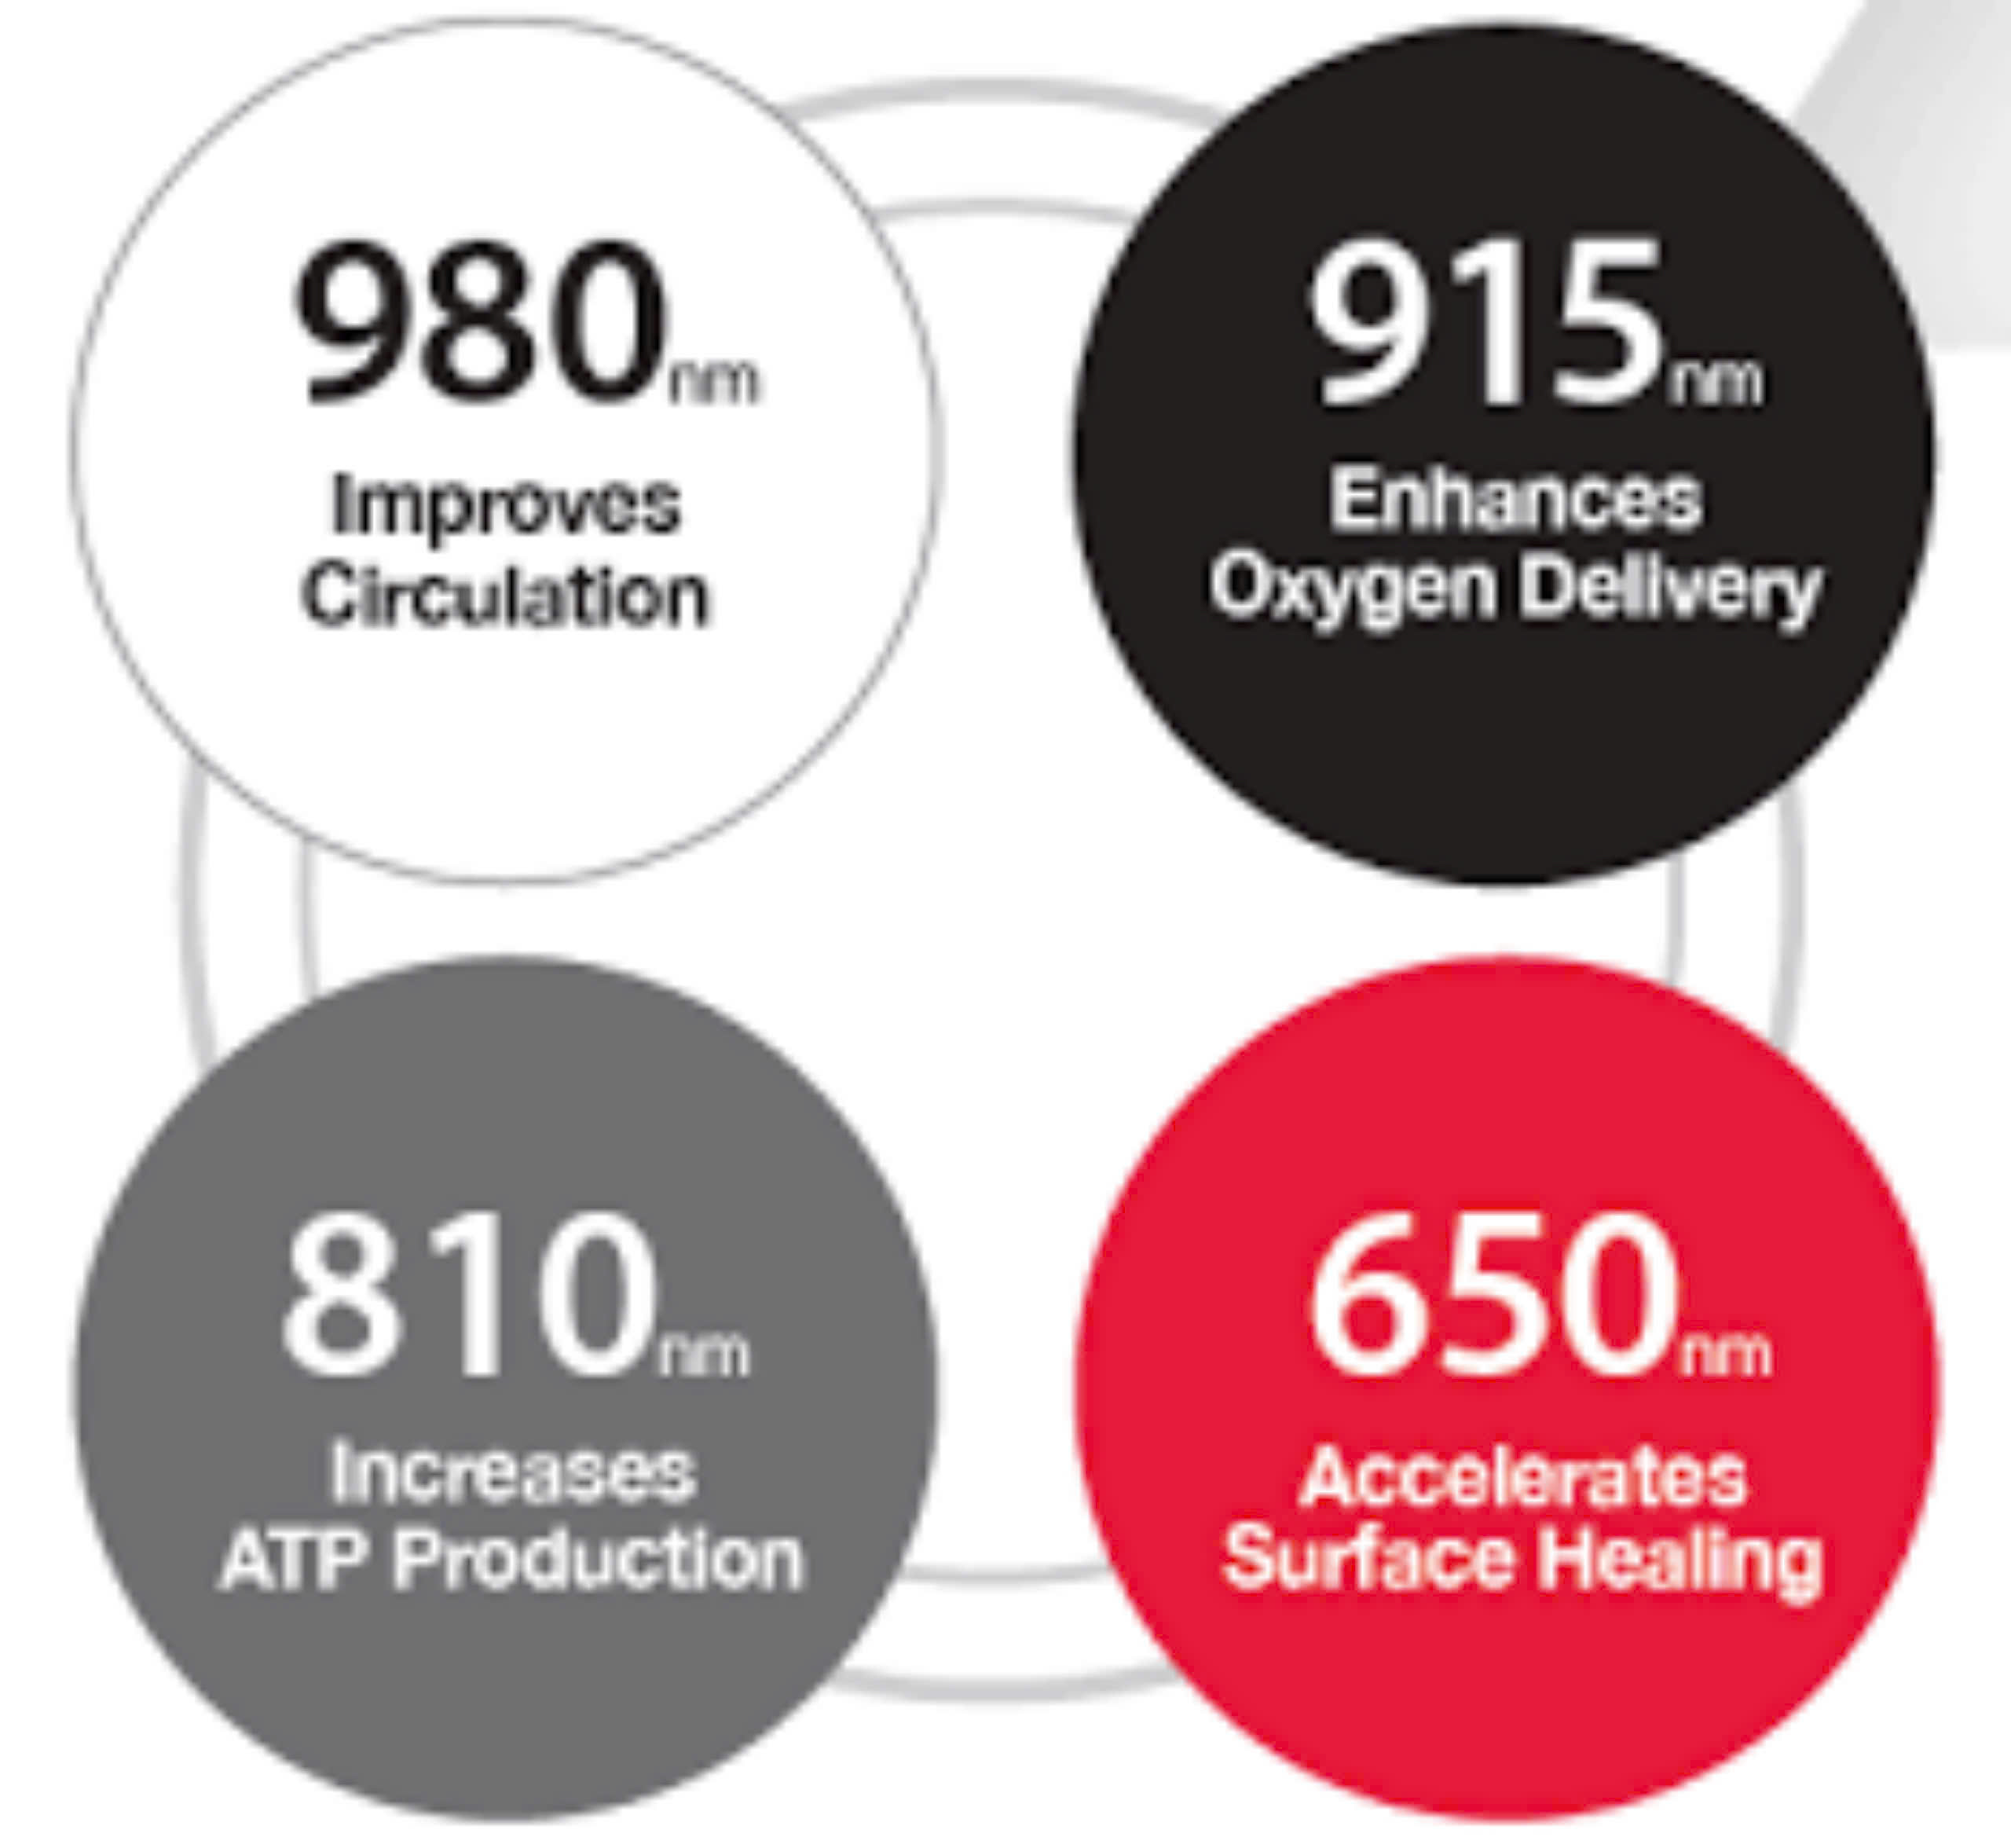 980nm
Improves
Circulation
915nm
Enhances
Oxygen Delivery
810nm
Increases
ATP Production
650nm
Accelerates
Surface Healing